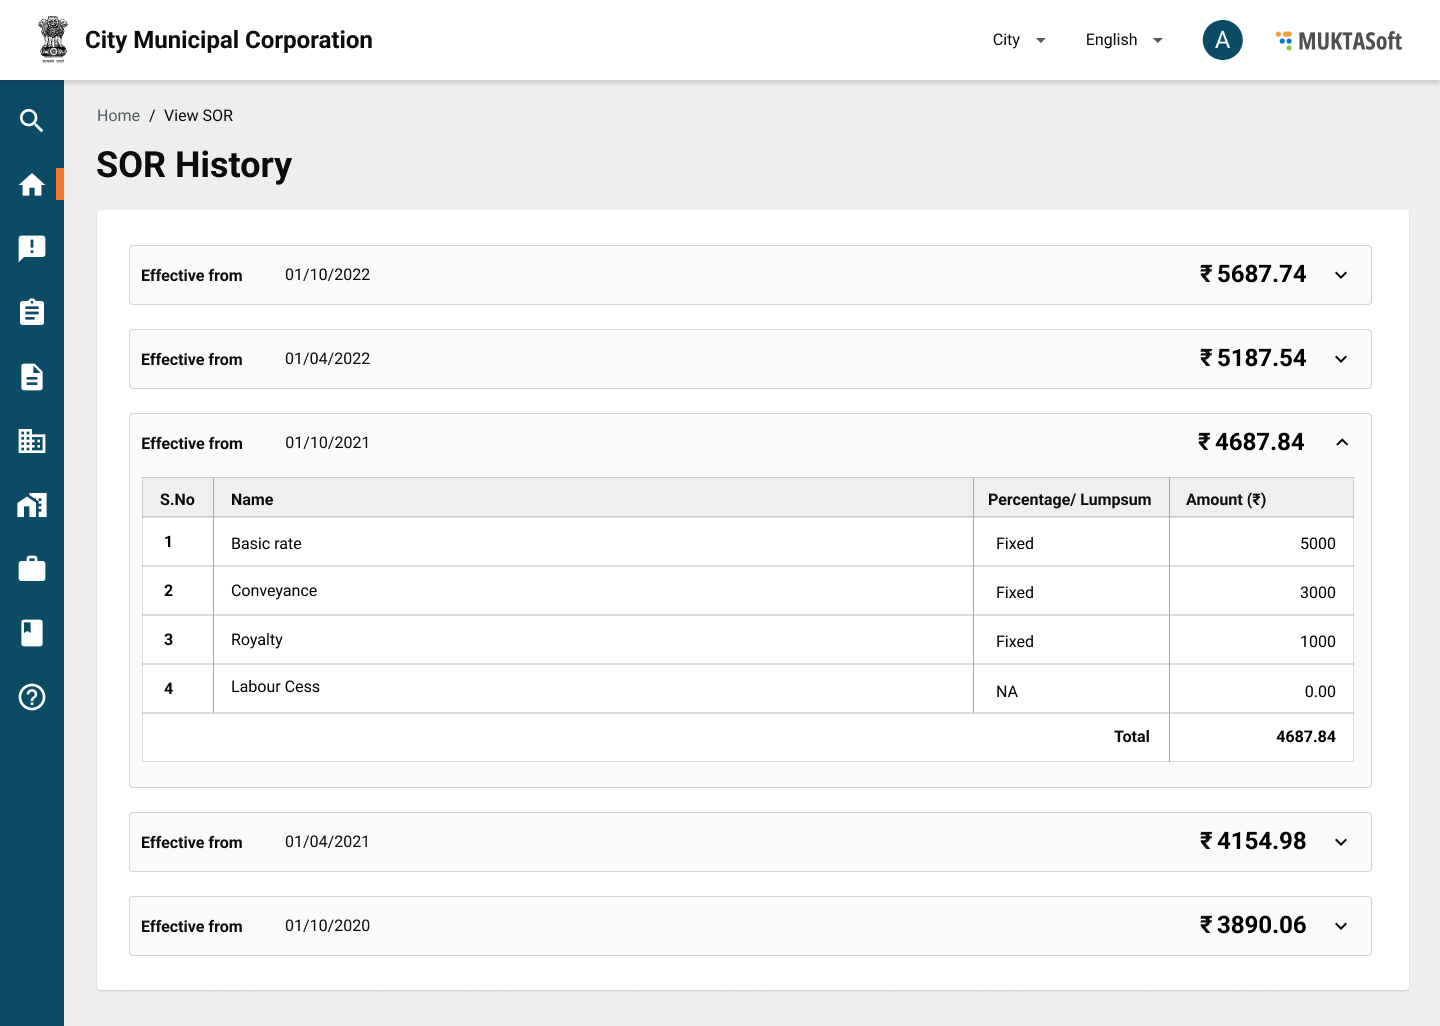 City Municipal Corporation
City
English
A
MUKTASoft
Home / View SOR
SOR History
Effective from 01/10/2022 ₹ 5687.74
Effective from 01/04/2022 ₹ 5187.54
Effective from 01/10/2021 ₹ 4687.84
S.No Name Percentage/ Lumpsum Amount (₹)
1 Basic rate Fixed 5000
2 Conveyance Fixed 3000
3 Royalty Fixed 1000
4 Labour Cess NA 0.00
Total 4687.84
Effective from 01/04/2021 ₹ 4154.98
Effective from 01/10/2020 ₹ 3890.06